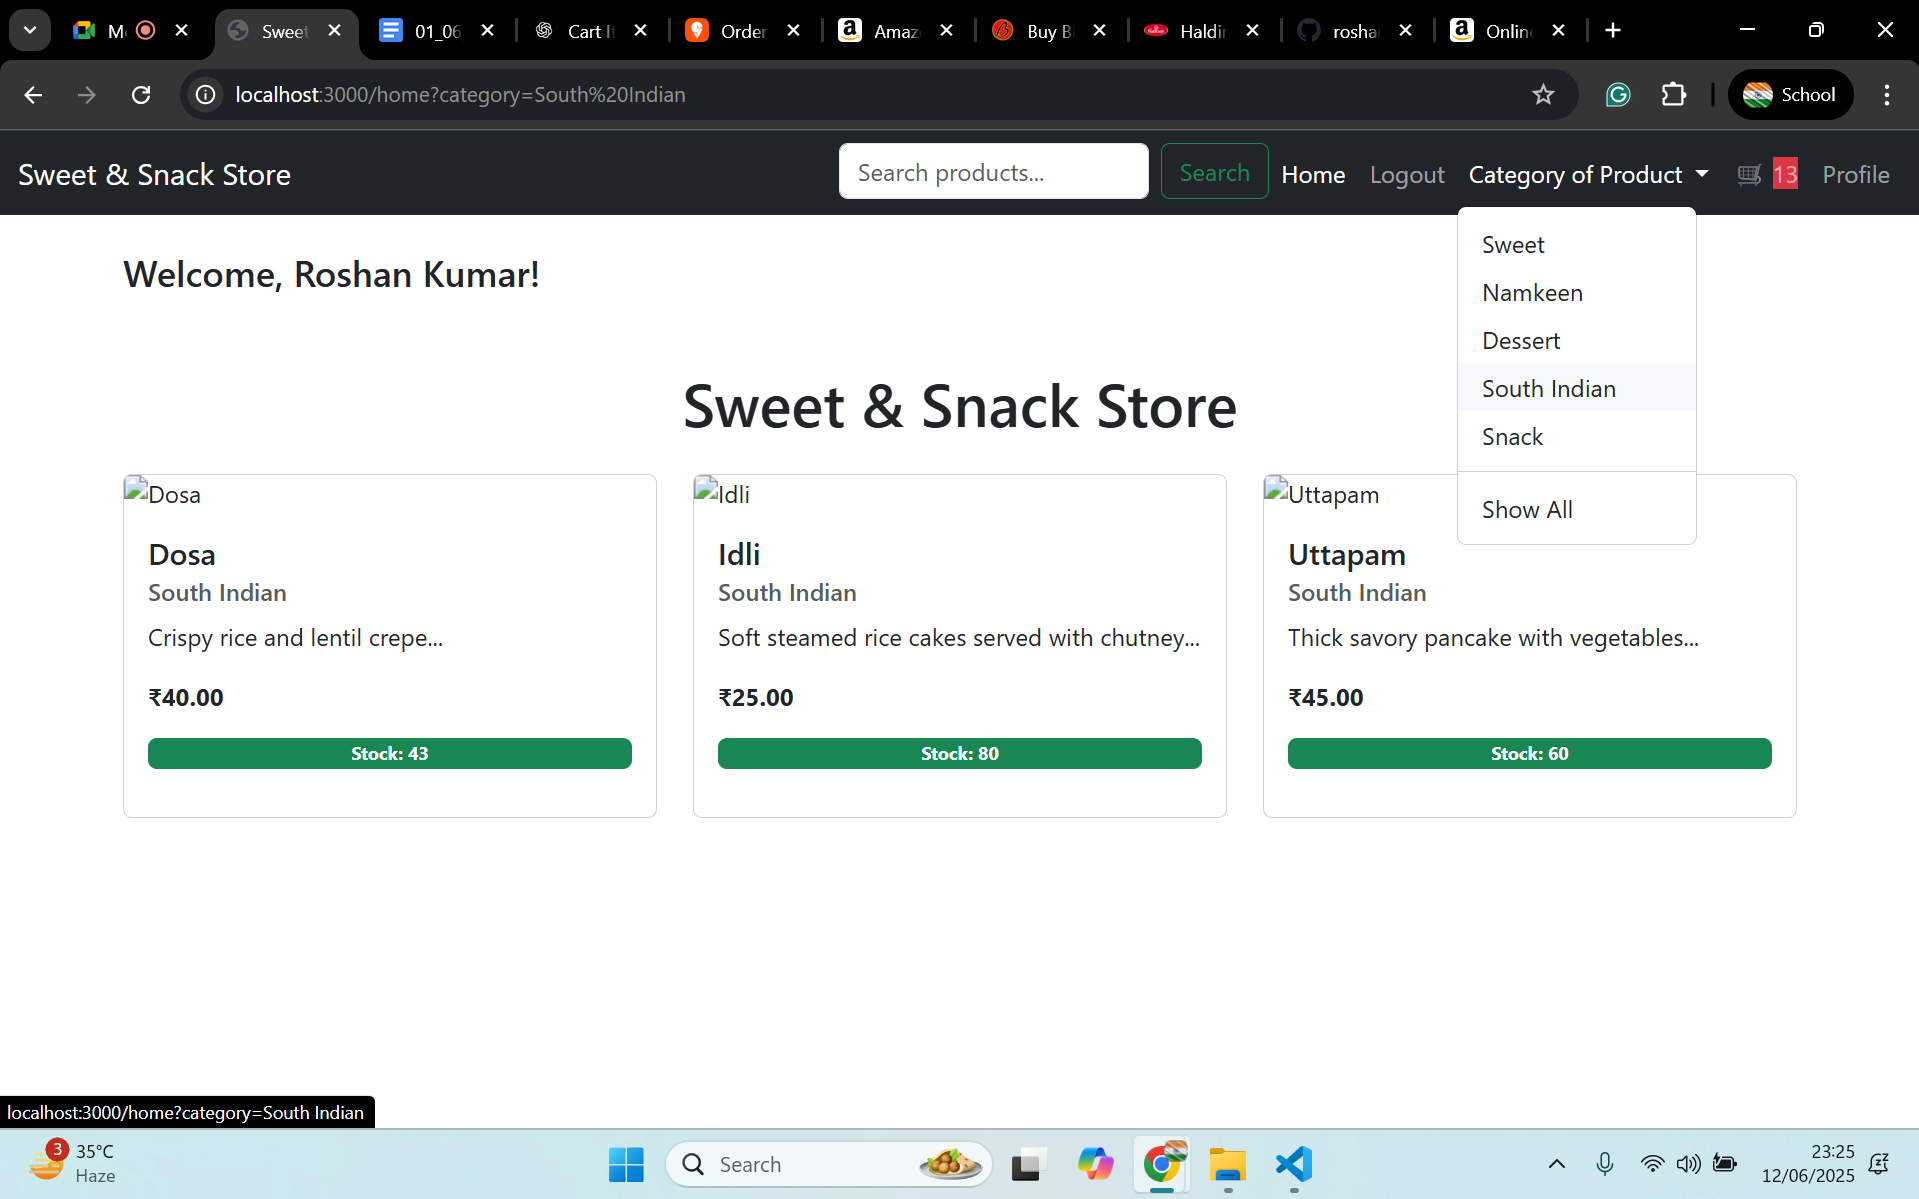 M
Sweet
01_06
Cart It
Order
Amaz
Buy B
Haldir
rosha
Online
localhost:3000/home?category=South%20Indian
School
Sweet & Snack Store
Search products...
Search
Home
Logout
Category of Product
13
Profile
Sweet
Namkeen
Dessert
South Indian
Snack
Show All
Welcome, Roshan Kumar!
Sweet & Snack Store
Dosa
Dosa
South Indian
Crispy rice and lentil crepe...
₹40.00
Stock: 43
Idli
Idli
South Indian
Soft steamed rice cakes served with chutney...
₹25.00
Stock: 80
Uttapam
Uttapam
South Indian
Thick savory pancake with vegetables...
₹45.00
Stock: 60
localhost:3000/home?category=South Indian
3
35°C
Haze
Search
23:25
12/06/2025